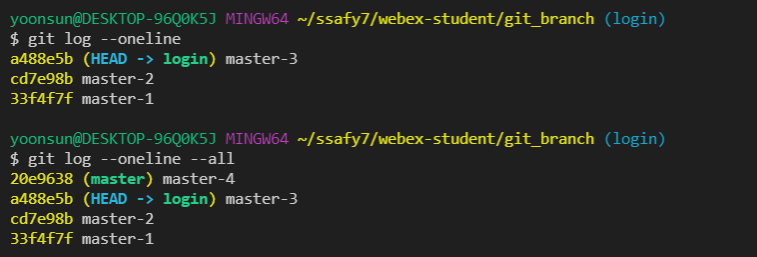 yoonsun@DESKTOP-96Q0K5J MINGW64 ~/ssafy7/webex-student/git_branch (login)
$ git log --oneline
a488e5b (HEAD -> login) master-3
cd7e98b master-2
33f4f7f master-1
yoonsun@DESKTOP-96Q0K5J MINGW64 ~/ssafy7/webex-student/git_branch (login)
$ git log --oneline --all
20e9638 (master) master-4
a488e5b (HEAD -> login) master-3
cd7e98b master-2
33f4f7f master-1